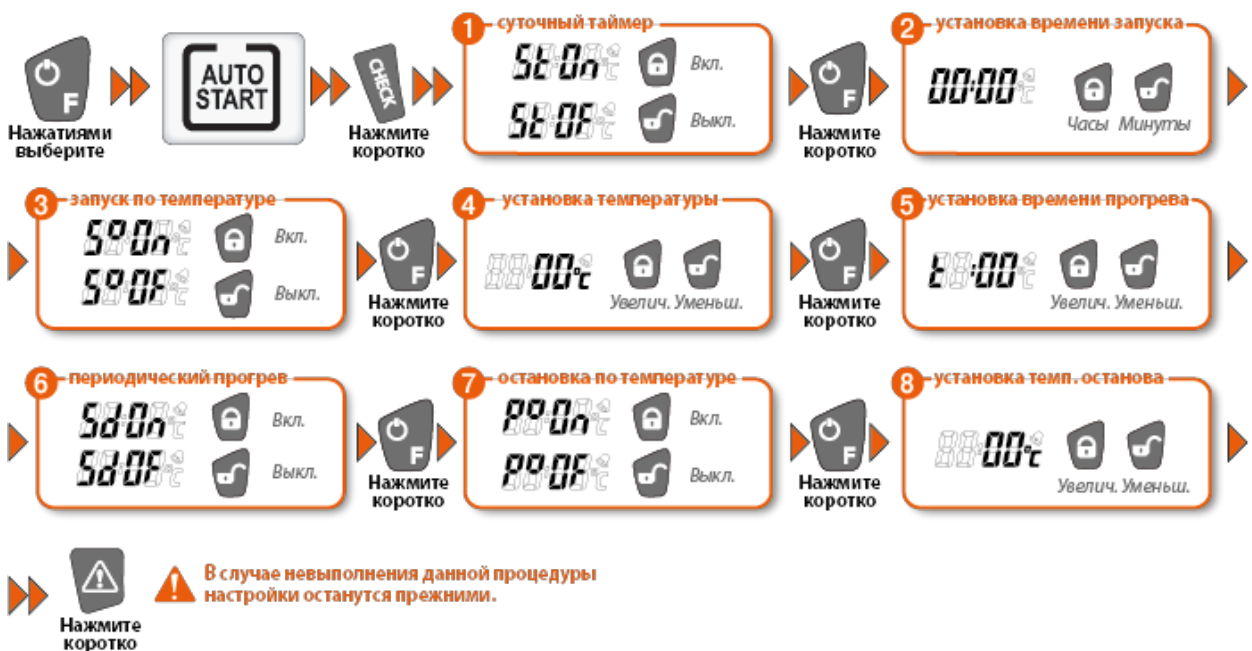 F
Нажатиями
выберите
AUTO
START
CHECK
Нажмите
коротко
1 суточный таймер
St:On
Вкл.
St:OF
Выкл.
F
Нажмите
коротко
2 установка времени запуска
00:00
Часы Минуты
3 запуск по температуре
S°On
Вкл.
S°OF
Выкл.
F
Нажмите
коротко
4 установка температуры
00°c
Увелич. Уменьш.
F
Нажмите
коротко
5 установка времени прогрева
t :00
Увелич. Уменьш.
6 периодический прогрев
Sd:On
Вкл.
Sd:OF
Выкл.
F
Нажмите
коротко
7 остановка по температуре
P°On
Вкл.
P°OF
Выкл.
F
Нажмите
коротко
8 установка темп. останова
00°c
Увелич. Уменьш.
Нажмите
коротко
В случае невыполнения данной процедуры
настройки останутся прежними.